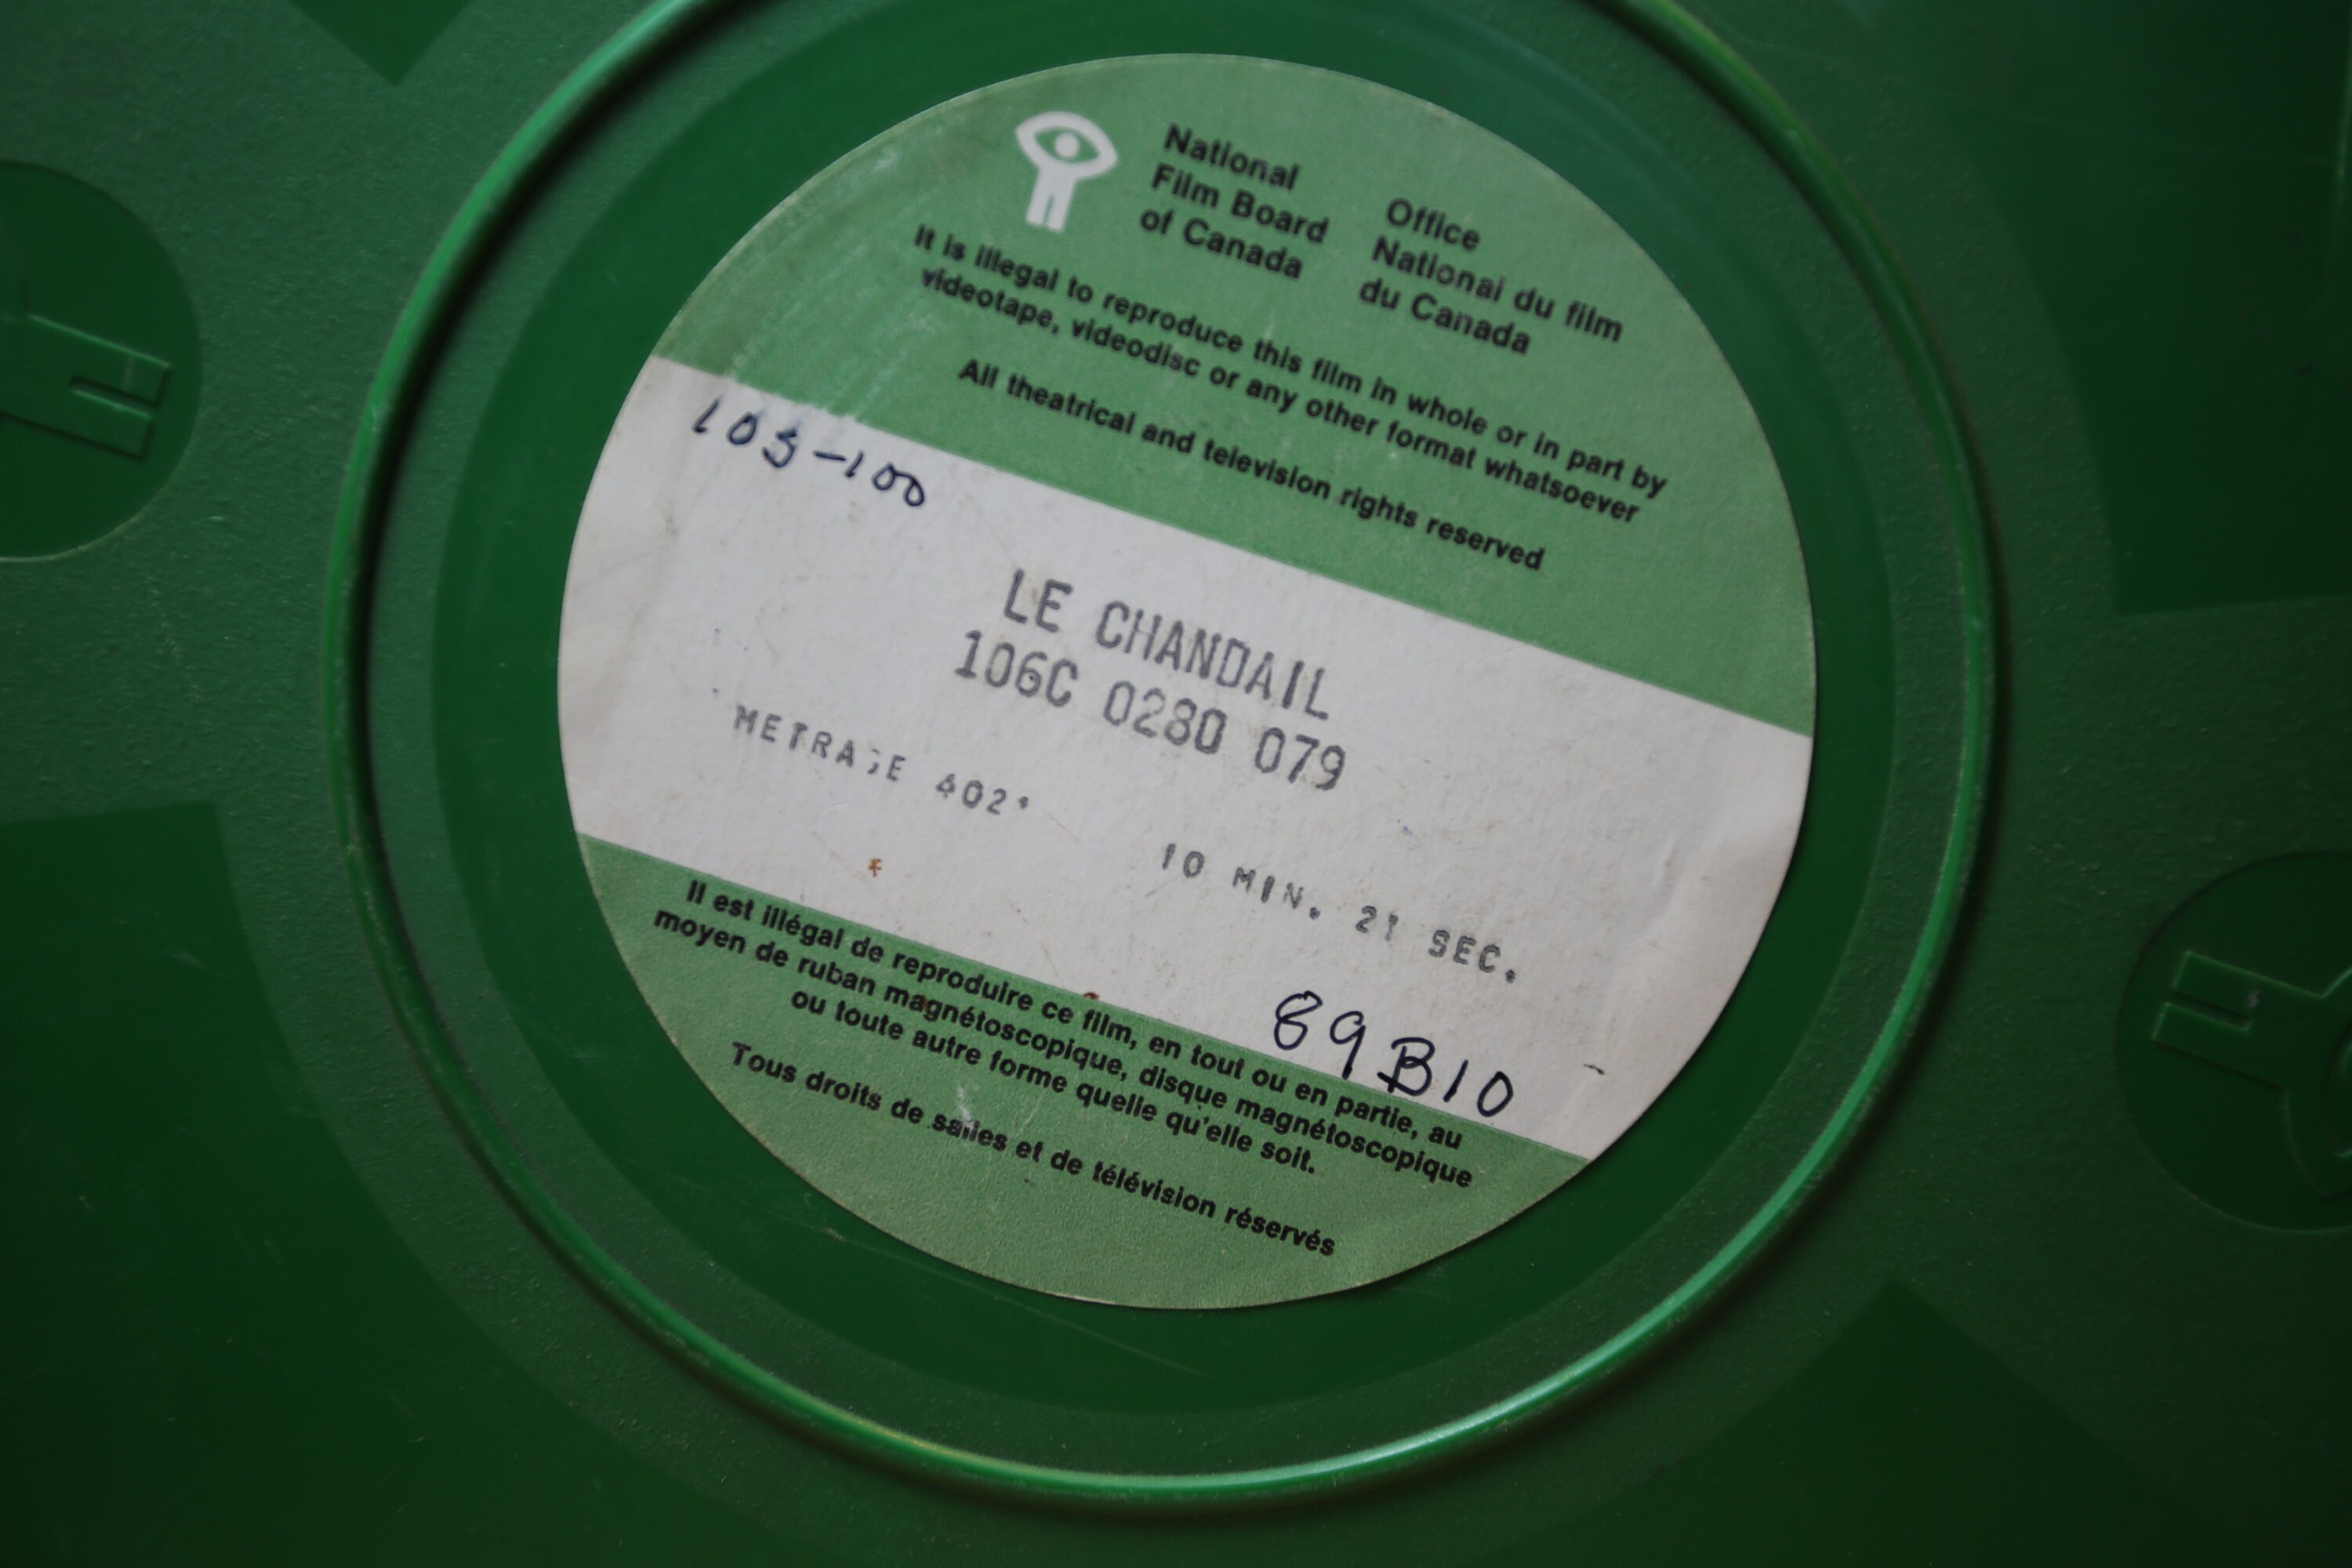 National
Film Board
of Canada
Office
National du film
du Canada
It is illegal to reproduce this film in whole or in part by
videotape, videodisc or any other format whatsoever
All theatrical and television rights reserved
103-100
LE CHANDAIL
106C 0280 079
METRAGE 402'
10 MIN. 21 SEC.
89B10
Il est illégal de reproduire ce film, en tout ou en partie, au
moyen de ruban magnétoscopique, disque magnétoscopique
ou toute autre forme quelle qu'elle soit.
Tous droits de salles et de télévision réservés